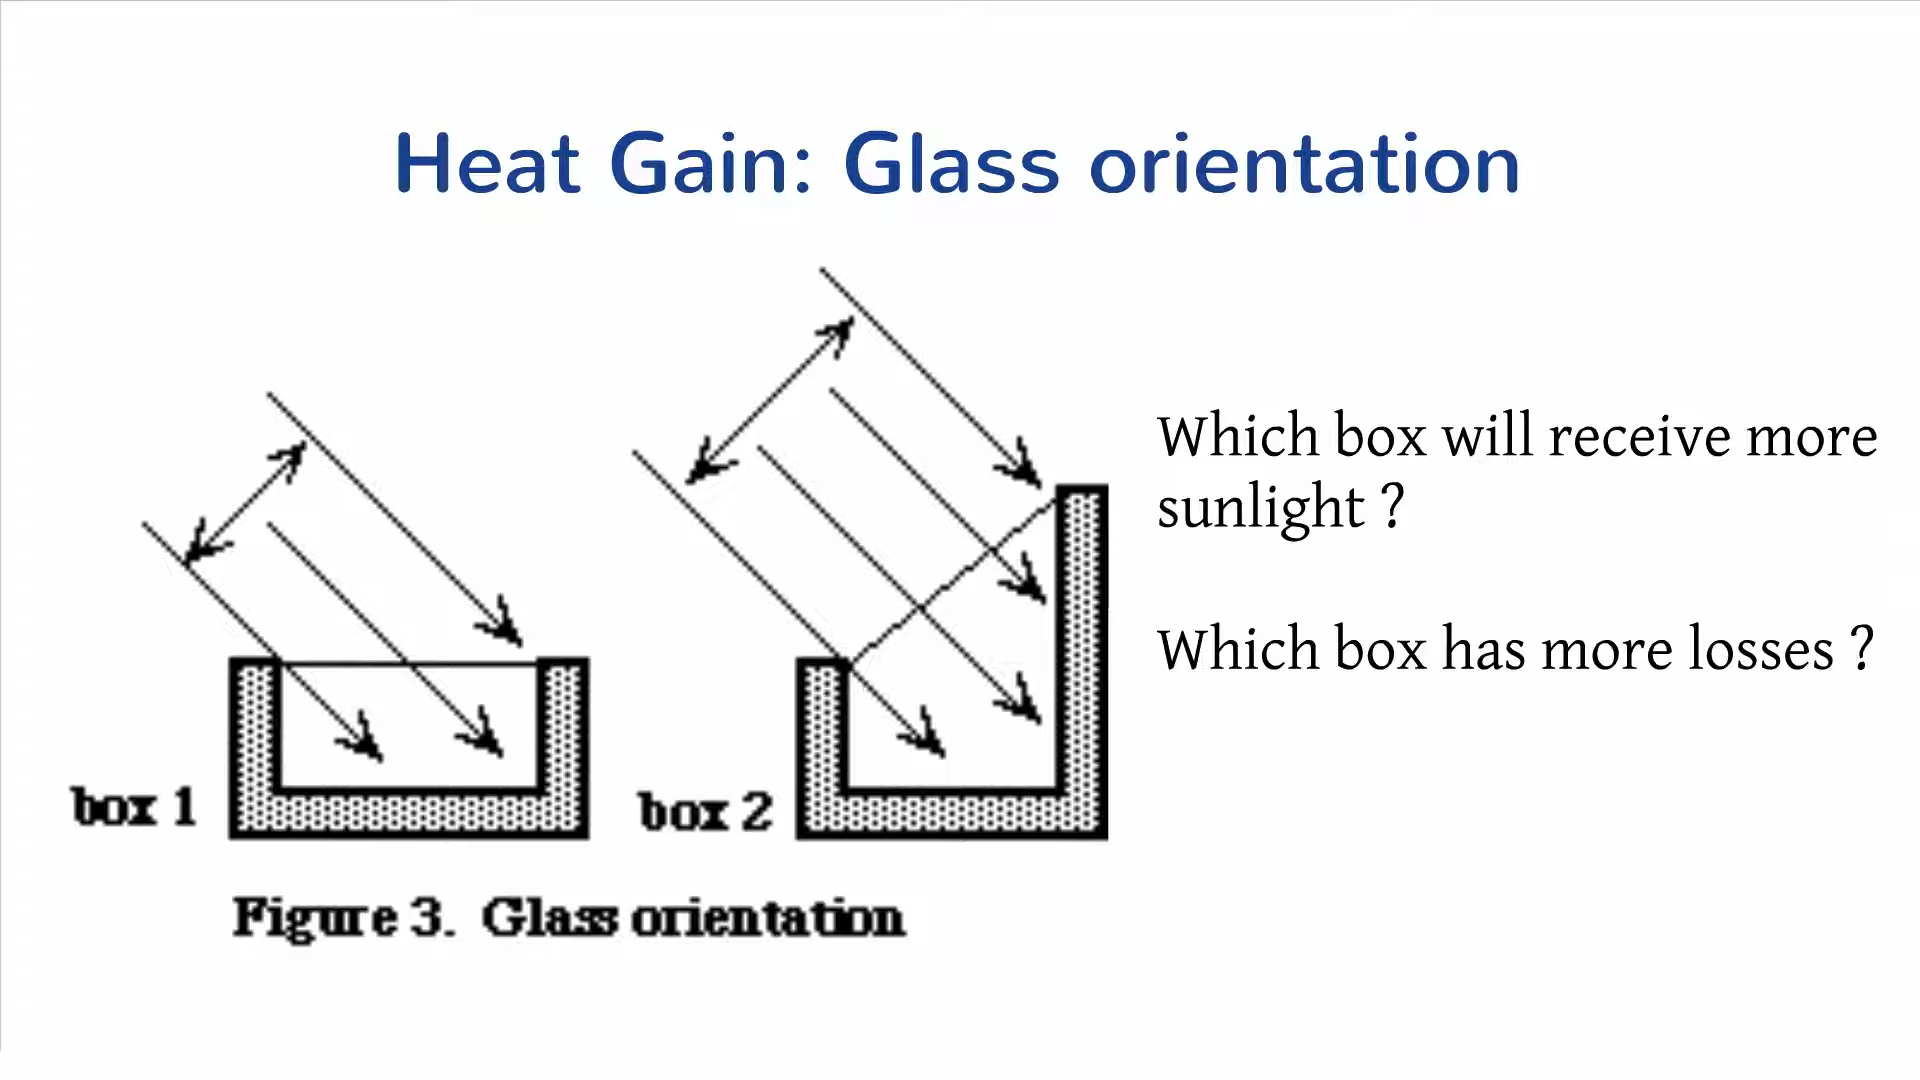 Heat Gain: Glass orientation
Which box will receive more
sunlight ?
Which box has more losses ?
box 1
box 2
Figure 3. Glass orientation